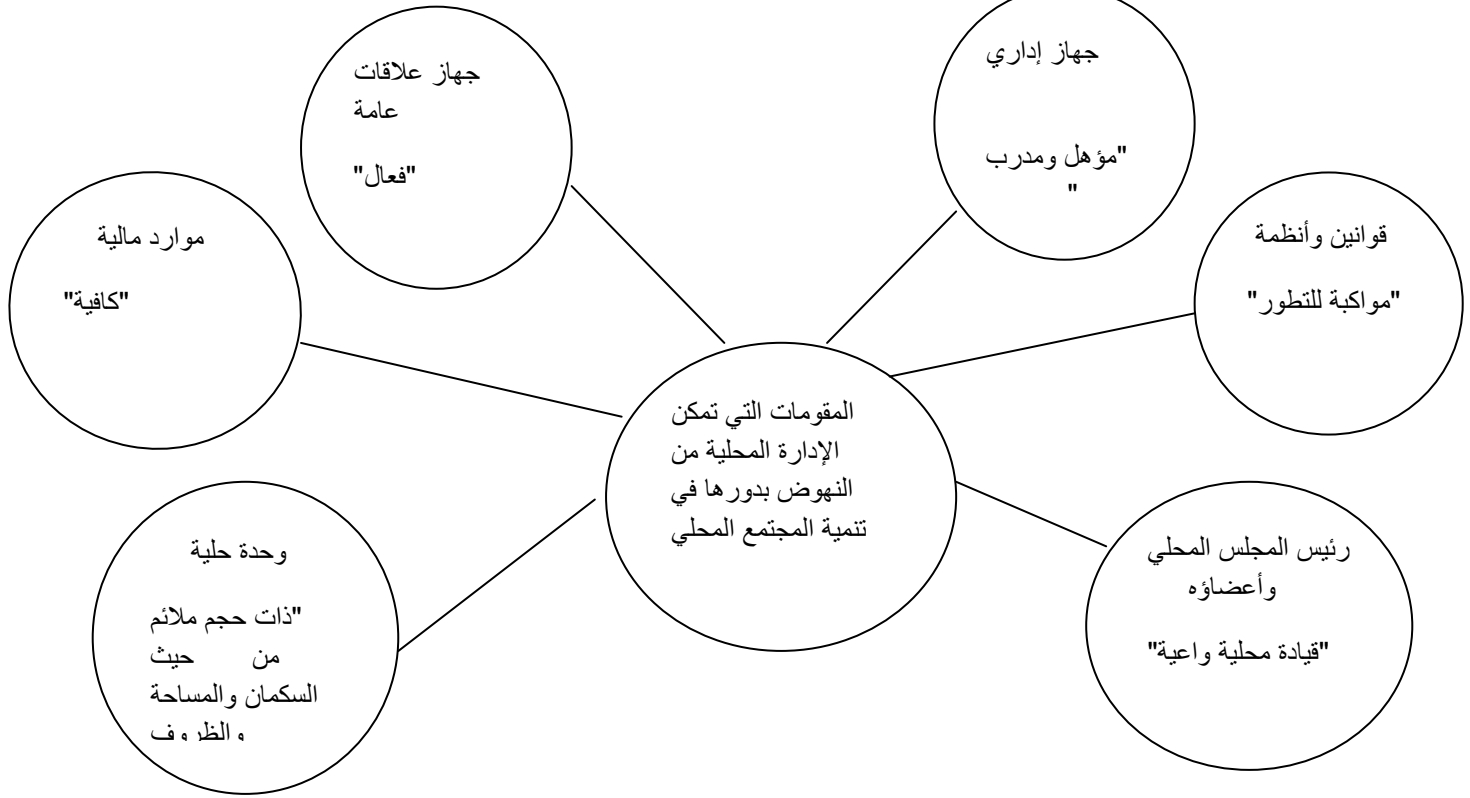 جهاز إداري
"مؤهل ومدرب
"
جهاز علاقات
عامة
"فعال"
قوانين وأنظمة
"مواكبة للتطور"
موارد مالية
"كافية"
المقومات التي تمكن
الإدارة المحلية من
النهوض بدورها في
تنمية المجتمع المحلي
رئيس المجلس المحلي
وأعضاؤه
"قيادة محلية واعية"
وحدة حلية
"ذات حجم ملائم
من حيث
السكمان والمساحة
والظروف